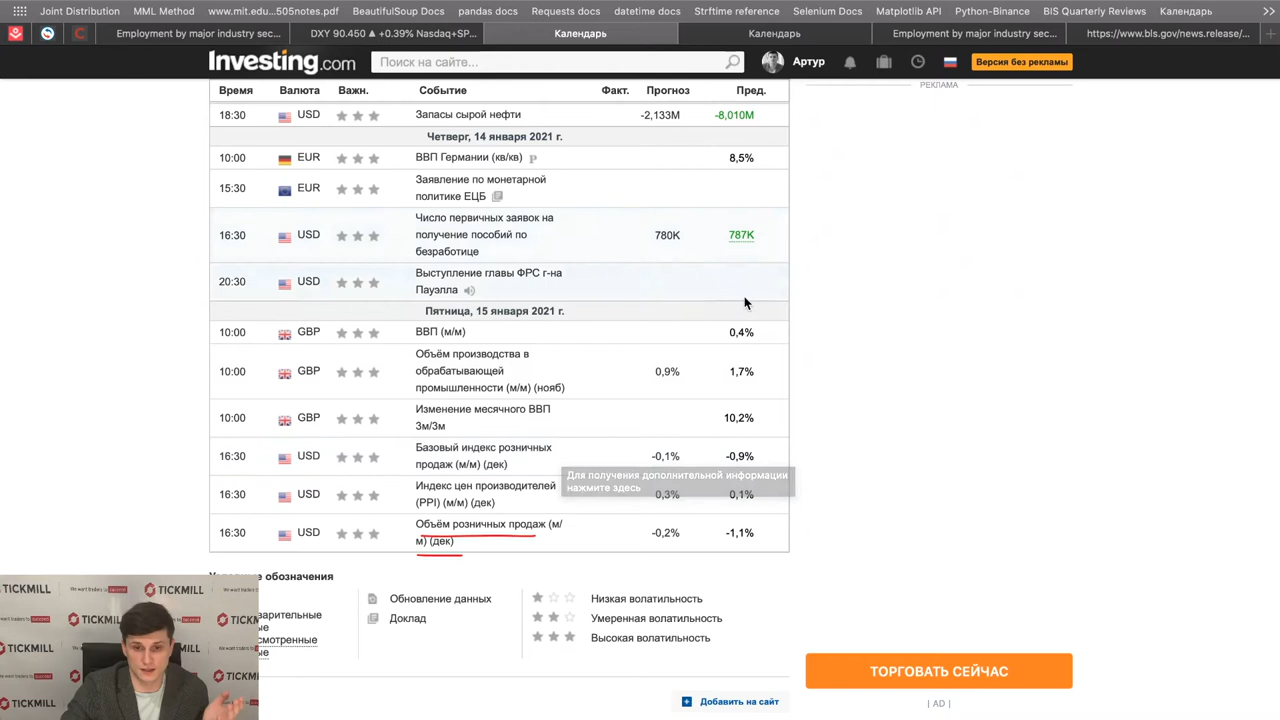 Joint Distribution MML Method www.mit.edu...505notes.pdf BeautifulSoup Docs pandas docs Requests docs datetime docs Strftime reference Selenium Docs Matplotlib API Python-Binance BIS Quarterly Reviews Календарь
Employment by major industry sec... DXY 90.450 ▲ +0.39% Nasdaq+SP... Календарь Календарь Employment by major industry sec... https://www.bls.gov/news.release/...
Investing.com Поиск на сайте... Артур Версия без рекламы
РЕКЛАМА
Время Валюта Важн. Событие Факт. Прогноз Пред.
18:30 USD Запасы сырой нефти -2,133M -8,010M
Четверг, 14 января 2021 г.
10:00 EUR ВВП Германии (кв/кв) P 8,5%
15:30 EUR Заявление по монетарной
политике ЕЦБ
16:30 USD Число первичных заявок на
получение пособий по
безработице 780K 787K
20:30 USD Выступление главы ФРС г-на
Пауэлла
Пятница, 15 января 2021 г.
10:00 GBP ВВП (м/м) 0,4%
10:00 GBP Объём производства в
обрабатывающей
промышленности (м/м) (нояб) 0,9% 1,7%
10:00 GBP Изменение месячного ВВП
3м/3м 10,2%
16:30 USD Базовый индекс розничных
продаж (м/м) (дек) -0,1% -0,9%
Для получения дополнительной информации
нажмите здесь
16:30 USD Индекс цен производителей
(PPI) (м/м) (дек) 0,3% 0,1%
16:30 USD Объём розничных продаж (м/
м) (дек) -0,2% -1,1%
обозначения
Обновление данных
Доклад
Низкая волатильность
Умеренная волатильность
Высокая волатильность
ТОРГОВАТЬ СЕЙЧАС
AD
Добавить на сайт
TICKMILL TICKMILL
TICKMILL
TICKMILL